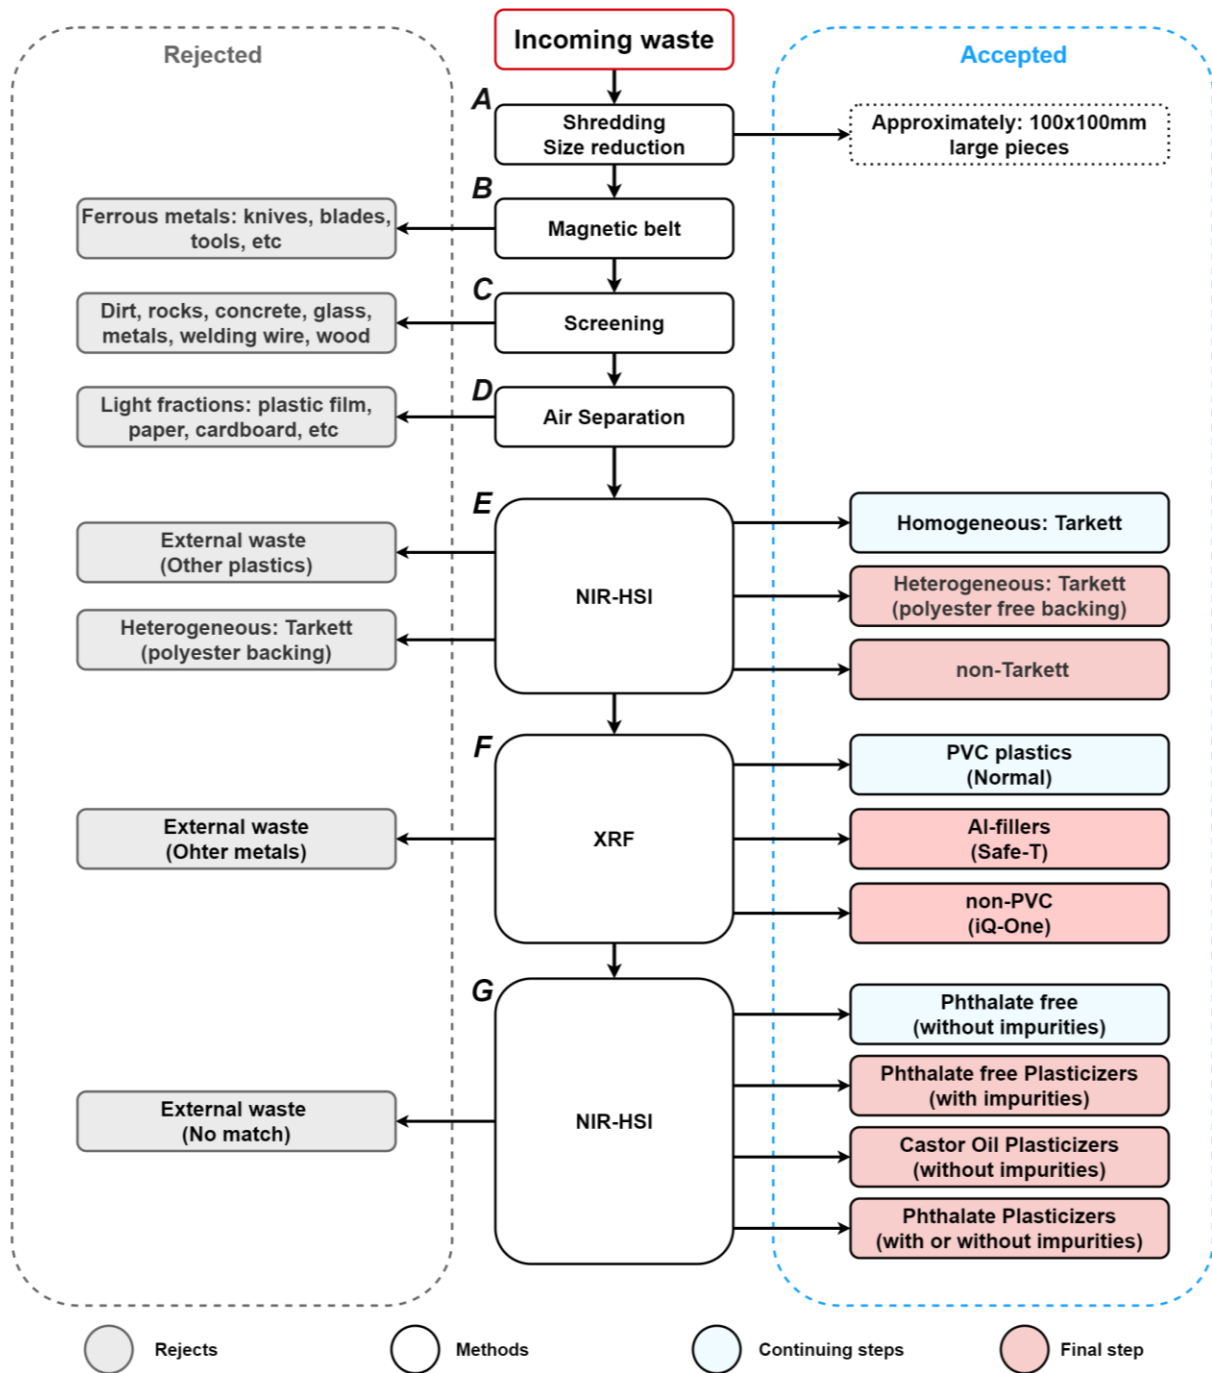 Incoming waste
Rejected
Accepted
A
Shredding
Size reduction
Approximately: 100x100mm
large pieces
B
Ferrous metals: knives, blades,
tools, etc
Magnetic belt
C
Dirt, rocks, concrete, glass,
metals, welding wire, wood
Screening
D
Light fractions: plastic film,
paper, cardboard, etc
Air Separation
E
External waste
(Other plastics)
Heterogeneous: Tarkett
(polyester backing)
NIR-HSI
Homogeneous: Tarkett
Heterogeneous: Tarkett
(polyester free backing)
non-Tarkett
F
External waste
(Ohter metals)
XRF
PVC plastics
(Normal)
Al-fillers
(Safe-T)
non-PVC
(iQ-One)
G
External waste
(No match)
NIR-HSI
Phthalate free
(without impurities)
Phthalate free Plasticizers
(with impurities)
Castor Oil Plasticizers
(without impurities)
Phthalate Plasticizers
(with or without impurities)
Rejects
Methods
Continuing steps
Final step